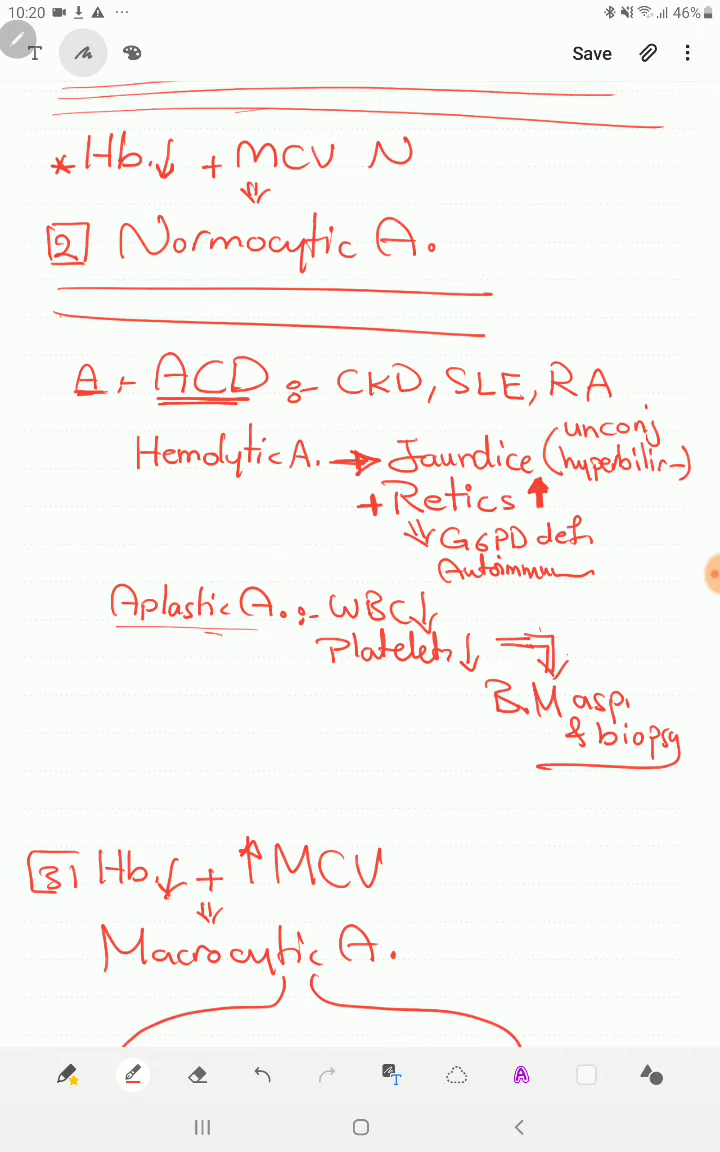 10:20
46%
T
Save
* Hb.↓ + MCV N
⇓
2 Normocytic A.
A :- ACD :- CKD, SLE, RA
Hemolytic A. → Jaundice (unconj hyperbilir-)
+ Retics ↑
⇓ G6PD def
Autoimmun
Aplastic A. :- WBC↓
Platelets ↓ ⇒
B.M asp.
& biopsy
3 Hb↓ + ↑MCV
⇓
Macrocytic A.